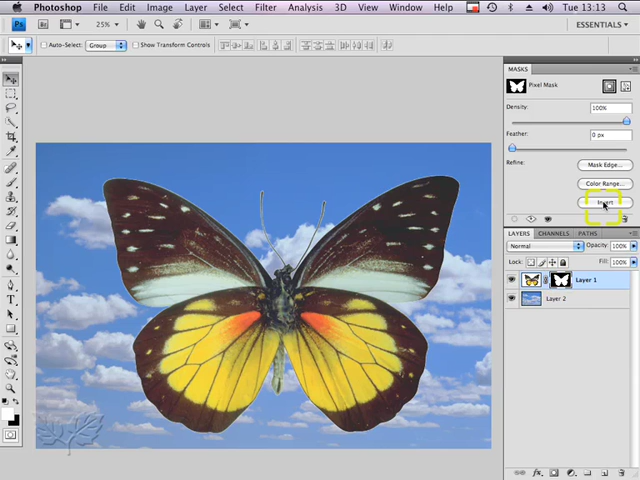 Photoshop File Edit Image Layer Select Filter Analysis 3D View Window Help Tue 13:13
Ps 25% ESSENTIALS
Auto-Select: Group Show Transform Controls
MASKS
Pixel Mask
Density: 100%
Feather: 0 px
Refine: Mask Edge...
Color Range...
Invert
LAYERS CHANNELS PATHS
Normal Opacity: 100%
Lock: Fill: 100%
Layer 1
Layer 2
fx